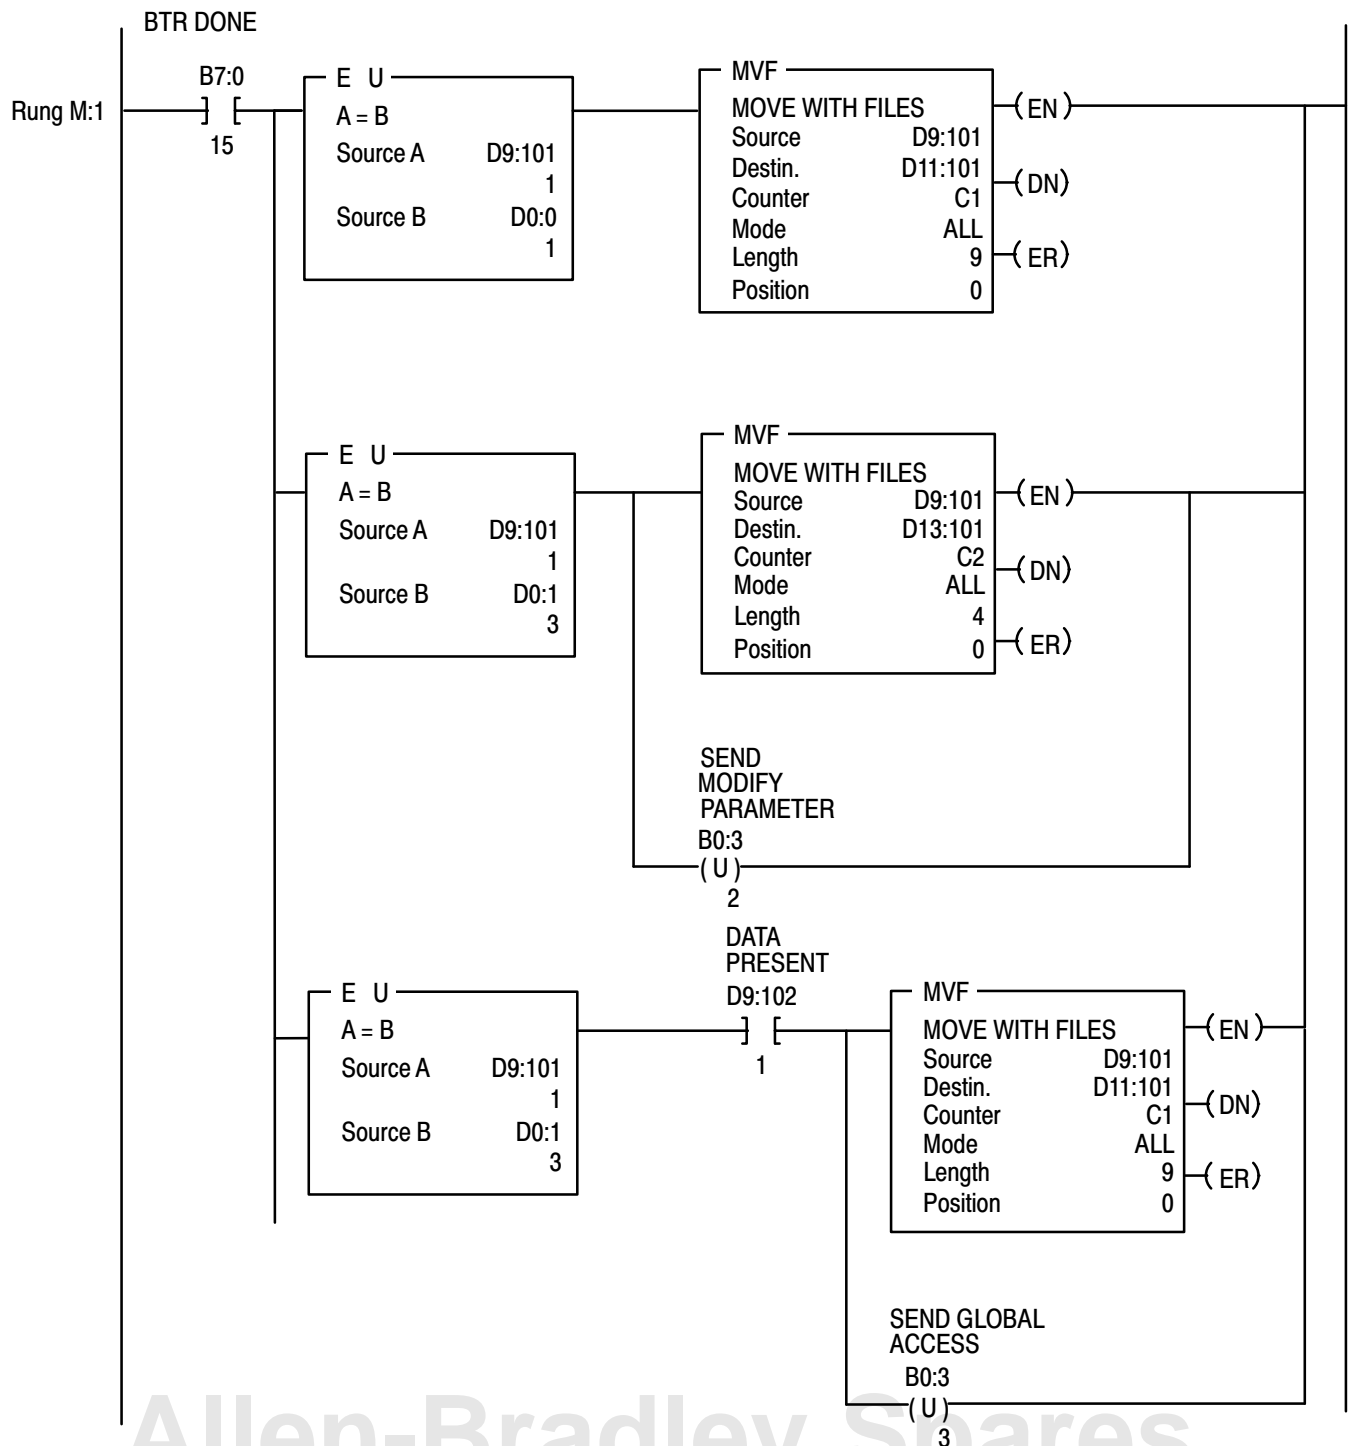 BTR DONE
B7:0
Rung M:1
15
E U
A = B
Source A D9:101
1
Source B D0:0
1
MVF
MOVE WITH FILES
Source D9:101
Destin. D11:101
Counter C1
Mode ALL
Length 9
Position 0
(EN)
(DN)
(ER)
E U
A = B
Source A D9:101
1
Source B D0:1
3
MVF
MOVE WITH FILES
Source D9:101
Destin. D13:101
Counter C2
Mode ALL
Length 4
Position 0
(EN)
(DN)
(ER)
SEND
MODIFY
PARAMETER
B0:3
(U)
2
DATA
PRESENT
D9:102
1
E U
A = B
Source A D9:101
1
Source B D0:1
3
MVF
MOVE WITH FILES
Source D9:101
Destin. D11:101
Counter C1
Mode ALL
Length 9
Position 0
(EN)
(DN)
(ER)
SEND GLOBAL
ACCESS
B0:3
(U)
3
Allen-Bradley Spares